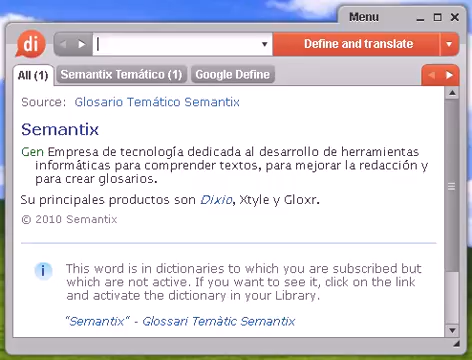 Menu
di
Define and translate
All (1)
Semantix Temático (1)
Google Define
Source: Glosario Temático Semantix
Semantix
Gen Empresa de tecnología dedicada al desarrollo de herramientas
informáticas para comprender textos, para mejorar la redacción y
para crear glosarios.
Su principales productos son Dixio, Xtyle y Gloxr.
© 2010 Semantix
i
This word is in dictionaries to which you are subscribed but
which are not active. If you want to see it, click on the link
and activate the dictionary in your Library.
"Semantix" - Glossari Temàtic Semantix